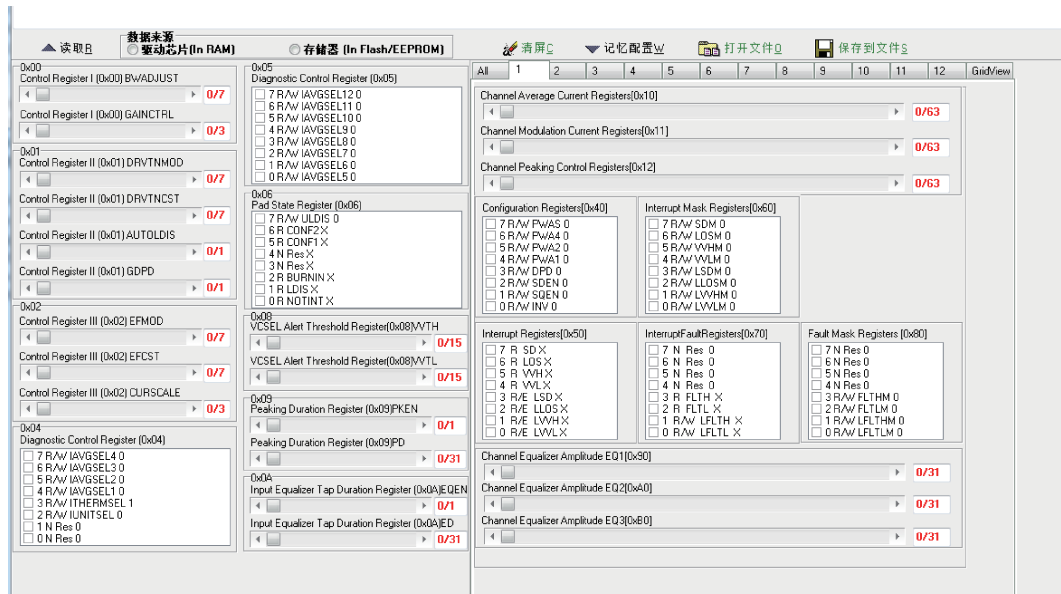 读取R
数据来源
驱动芯片(In RAM)
存储器 (In Flash/EEPROM)
清屏C
记忆配置W
打开文件O
保存到文件S
0x00
Control Register I (0x00) BWADJUST
0/7
Control Register I (0x00) GAINCTRL
0/3
0x01
Control Register II (0x01) DRVTNMOD
0/7
Control Register II (0x01) DRVTNCST
0/7
Control Register II (0x01) AUTOLDIS
0/1
Control Register II (0x01) GDPD
0/1
0x02
Control Register III (0x02) EFMOD
0/7
Control Register III (0x02) EFCST
0/7
Control Register III (0x02) CURSCALE
0/3
0x04
Diagnostic Control Register (0x04)
7 R/W IAVGSEL4 0
6 R/W IAVGSEL3 0
5 R/W IAVGSEL2 0
4 R/W IAVGSEL1 0
3 R/W ITHERMSEL 1
2 R/W IUNITSEL 0
1 N Res 0
0 N Res 0
0x05
Diagnostic Control Register (0x05)
7 R/W IAVGSEL12 0
6 R/W IAVGSEL11 0
5 R/W IAVGSEL10 0
4 R/W IAVGSEL9 0
3 R/W IAVGSEL8 0
2 R/W IAVGSEL7 0
1 R/W IAVGSEL6 0
0 R/W IAVGSEL5 0
0x06
Pad State Register (0x06)
7 R/W ULDIS 0
6 R CONF2 X
5 R CONF1 X
4 N Res X
3 N Res X
2 R BURNIN X
1 R LDIS X
0 R NOTINT X
0x08
VCSEL Alert Threshold Register(0x08)VVTH
0/15
VCSEL Alert Threshold Register(0x08)VVTL
0/15
0x09
Peaking Duration Register (0x09)PKEN
0/1
Peaking Duration Register (0x09)PD
0/31
0x0A
Input Equalizer Tap Duration Register (0x0A)EQEN
0/1
Input Equalizer Tap Duration Register (0x0A)ED
0/31
All 1 2 3 4 5 6 7 8 9 10 11 12 GridView
Channel Average Current Registers[0x10]
0/63
Channel Modulation Current Registers[0x11]
0/63
Channel Peaking Control Registers[0x12]
0/63
Configuration Registers[0x40]
7 R/W PWAS 0
6 R/W PWA4 0
5 R/W PWA2 0
4 R/W PWA1 0
3 R/W DPD 0
2 R/W SDEN 0
1 R/W SQEN 0
0 R/W INV 0
Interrupt Mask Registers[0x60]
7 R/W SDM 0
6 R/W LOSM 0
5 R/W VVHM 0
4 R/W VVLM 0
3 R/W LSDM 0
2 R/W LLOSM 0
1 R/W LVVHM 0
0 R/W LVVLM 0
Interrupt Registers[0x50]
7 R SD X
6 R LOS X
5 R VVH X
4 R VVL X
3 R/E LSD X
2 R/E LLOS X
1 R/E LVVH X
0 R/E LVVL X
InterruptFaultRegisters[0x70]
7 N Res 0
6 N Res 0
5 N Res 0
4 N Res 0
3 R FLTH X
2 R FLTL X
1 R/W LFLTH X
0 R/W LFLTL X
Fault Mask Registers [0x80]
7 N Res 0
6 N Res 0
5 N Res 0
4 N Res 0
3 R/W FLTHM 0
2 R/W FLTLM 0
1 R/W LFLTHM 0
0 R/W LFLTLM 0
Channel Equalizer Amplitude EQ1[0x90]
0/31
Channel Equalizer Amplitude EQ2[0xA0]
0/31
Channel Equalizer Amplitude EQ3[0xB0]
0/31